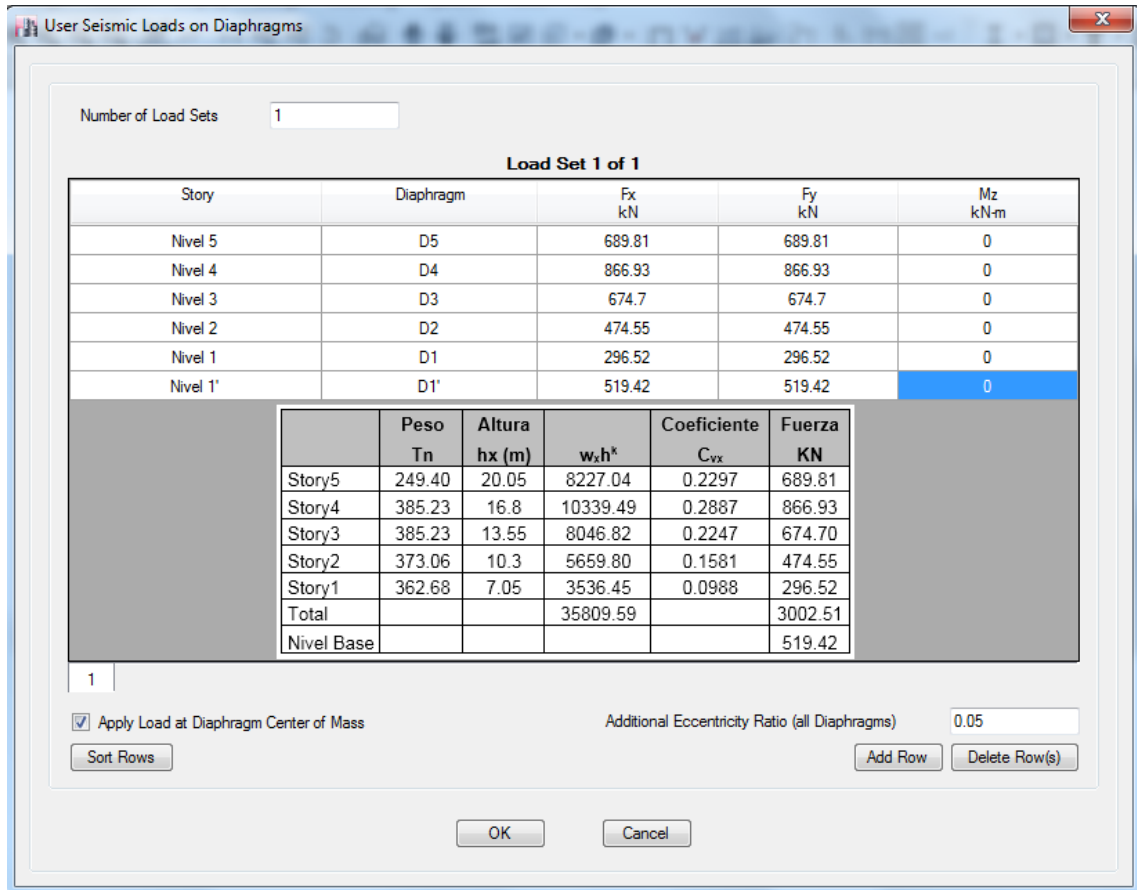 User Seismic Loads on Diaphragms
x
Number of Load Sets 1
Load Set 1 of 1
Story Diaphragm Fx Fy Mz
kN kN kN-m
Nivel 5 D5 689.81 689.81 0
Nivel 4 D4 866.93 866.93 0
Nivel 3 D3 674.7 674.7 0
Nivel 2 D2 474.55 474.55 0
Nivel 1 D1 296.52 296.52 0
Nivel 1' D1' 519.42 519.42 0
Peso Altura Coeficiente Fuerza
Tn hx (m) wₓhᵏ Cᵥₓ KN
Story5 249.40 20.05 8227.04 0.2297 689.81
Story4 385.23 16.8 10339.49 0.2887 866.93
Story3 385.23 13.55 8046.82 0.2247 674.70
Story2 373.06 10.3 5659.80 0.1581 474.55
Story1 362.68 7.05 3536.45 0.0988 296.52
Total 35809.59 3002.51
Nivel Base 519.42
1
Apply Load at Diaphragm Center of Mass Additional Eccentricity Ratio (all Diaphragms) 0.05
Sort Rows Add Row Delete Row(s)
OK Cancel